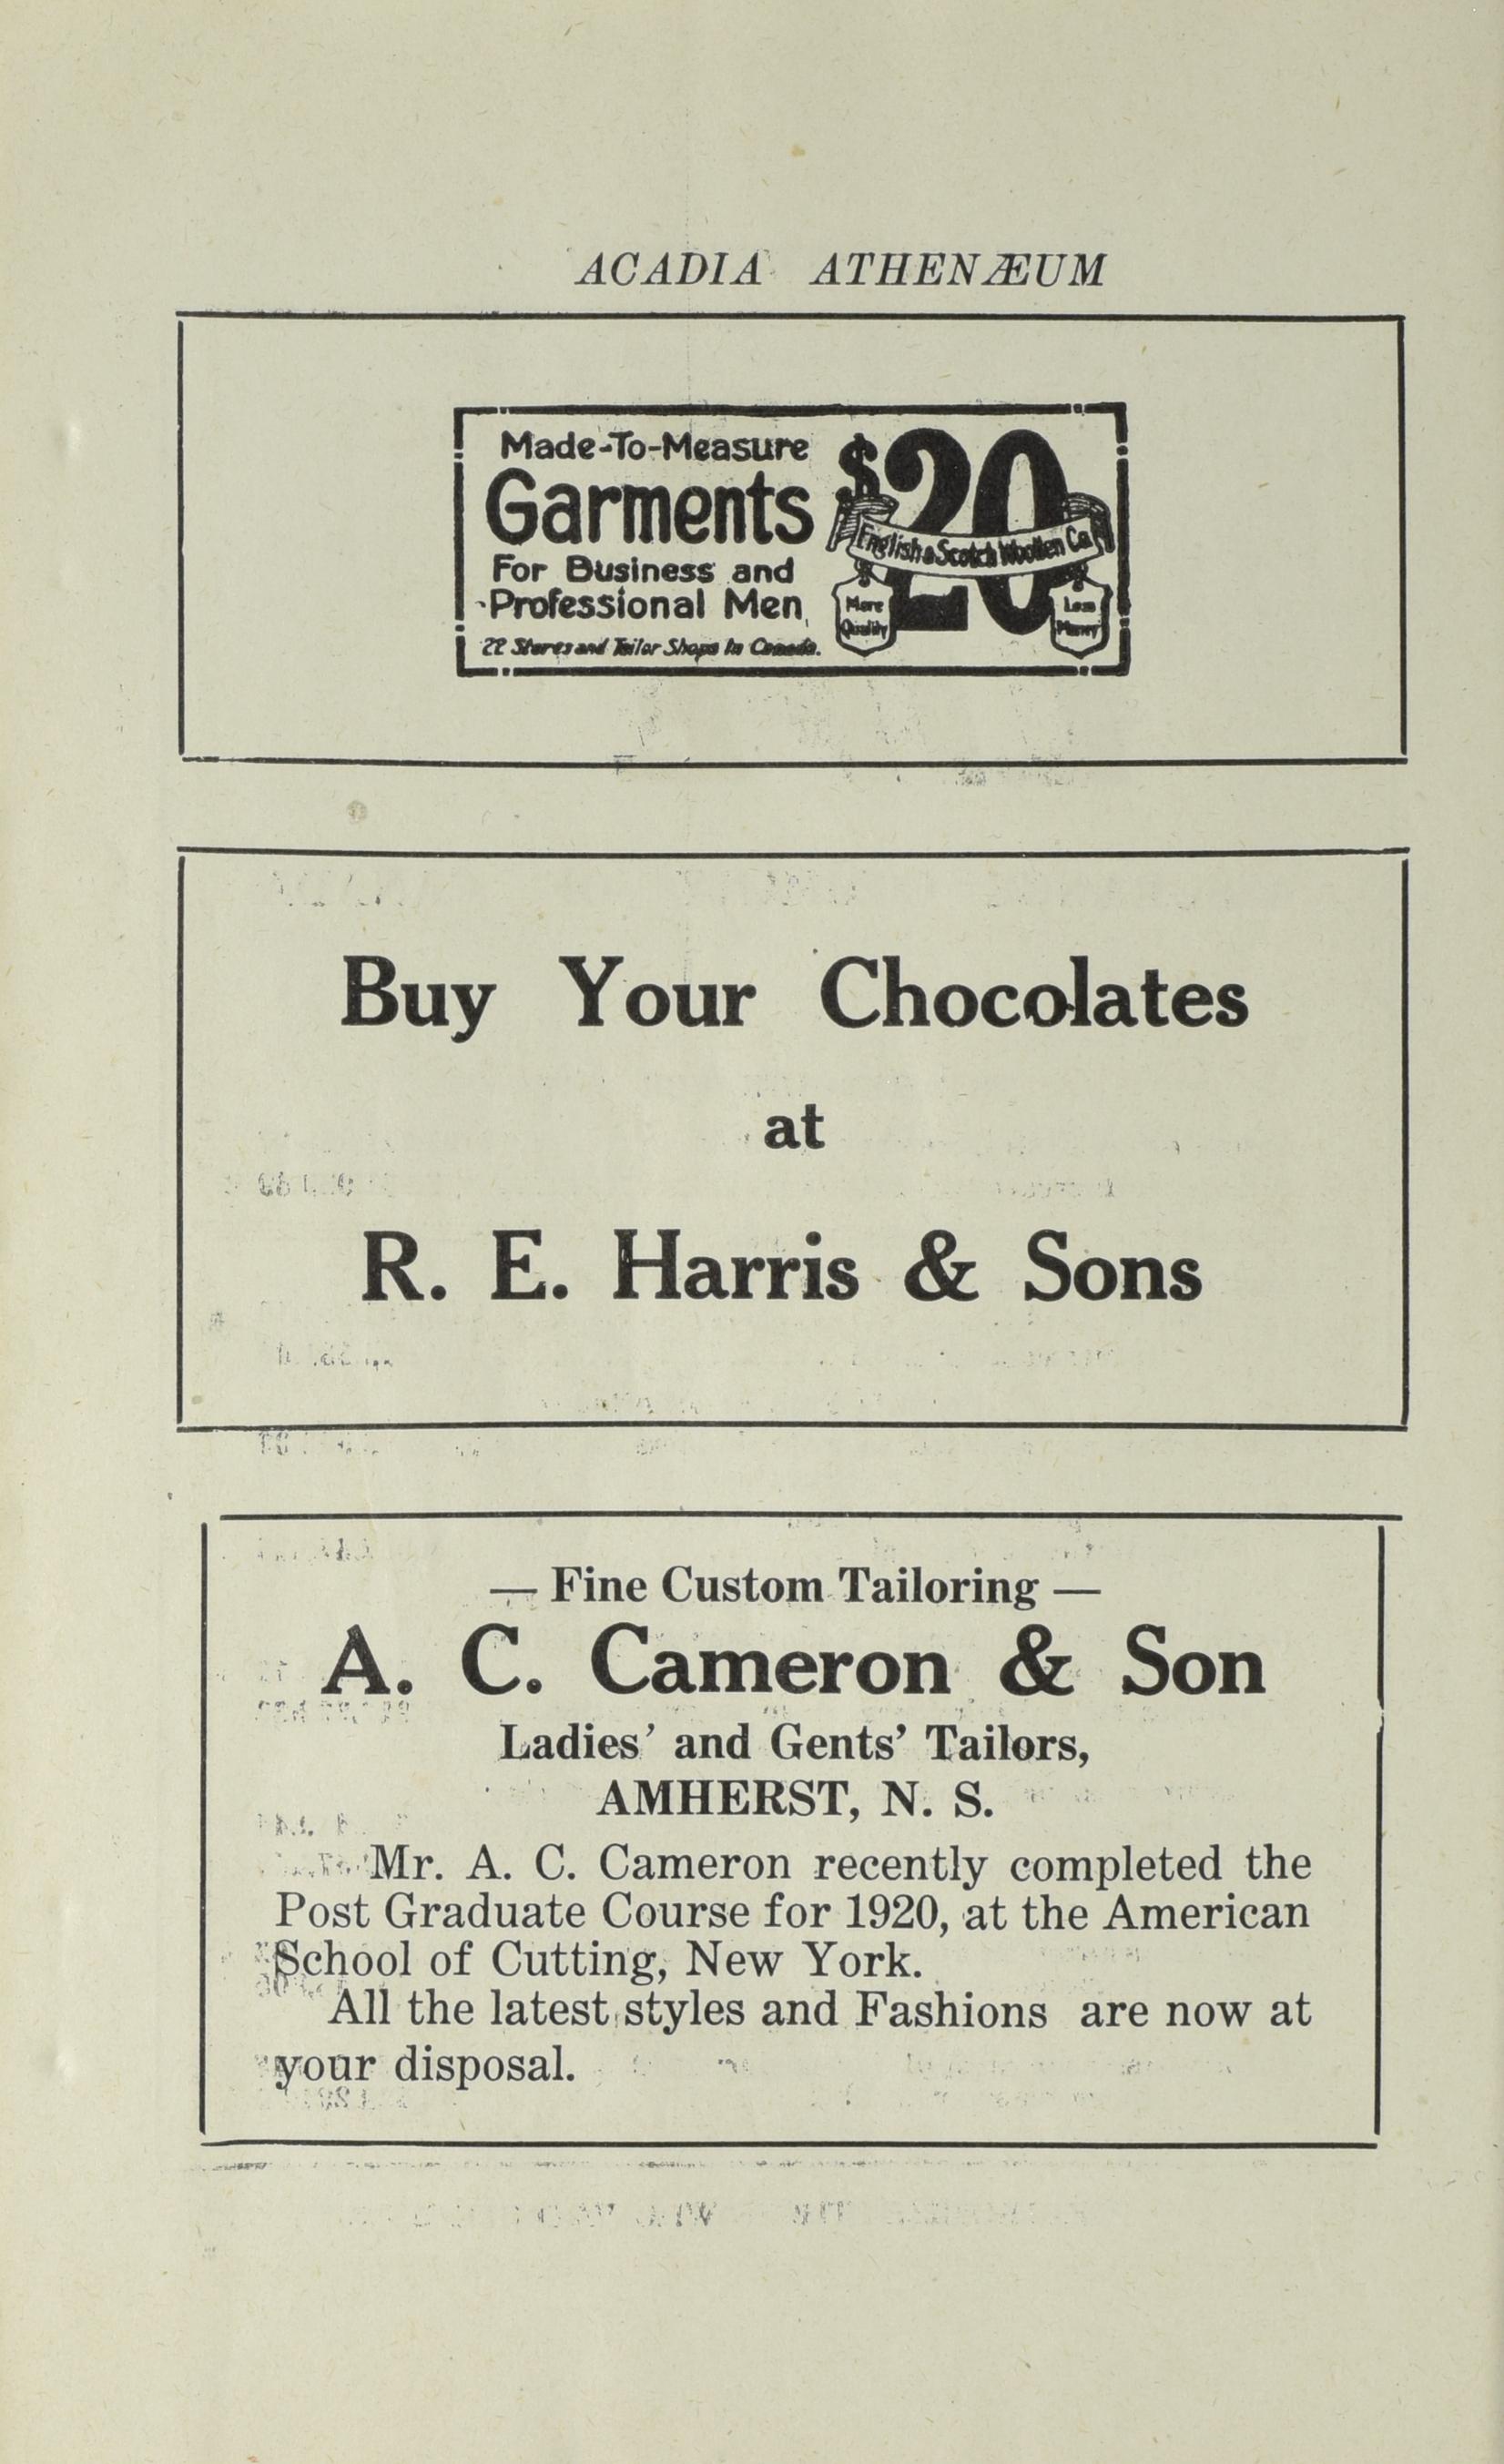 ACADIA ATHENÆUM
Made-To-Measure
Garments
For Business and
Professional Men
22 Stores and Tailor Shops in Canada.
$20
English & Scotch Woollen Co
More
Quality
Less
Money
Buy Your Chocolates
at
R. E. Harris & Sons
— Fine Custom Tailoring —
A. C. Cameron & Son
Ladies' and Gents' Tailors,
AMHERST, N. S.
Mr. A. C. Cameron recently completed the
Post Graduate Course for 1920, at the American
School of Cutting, New York.
All the latest styles and Fashions are now at
your disposal.